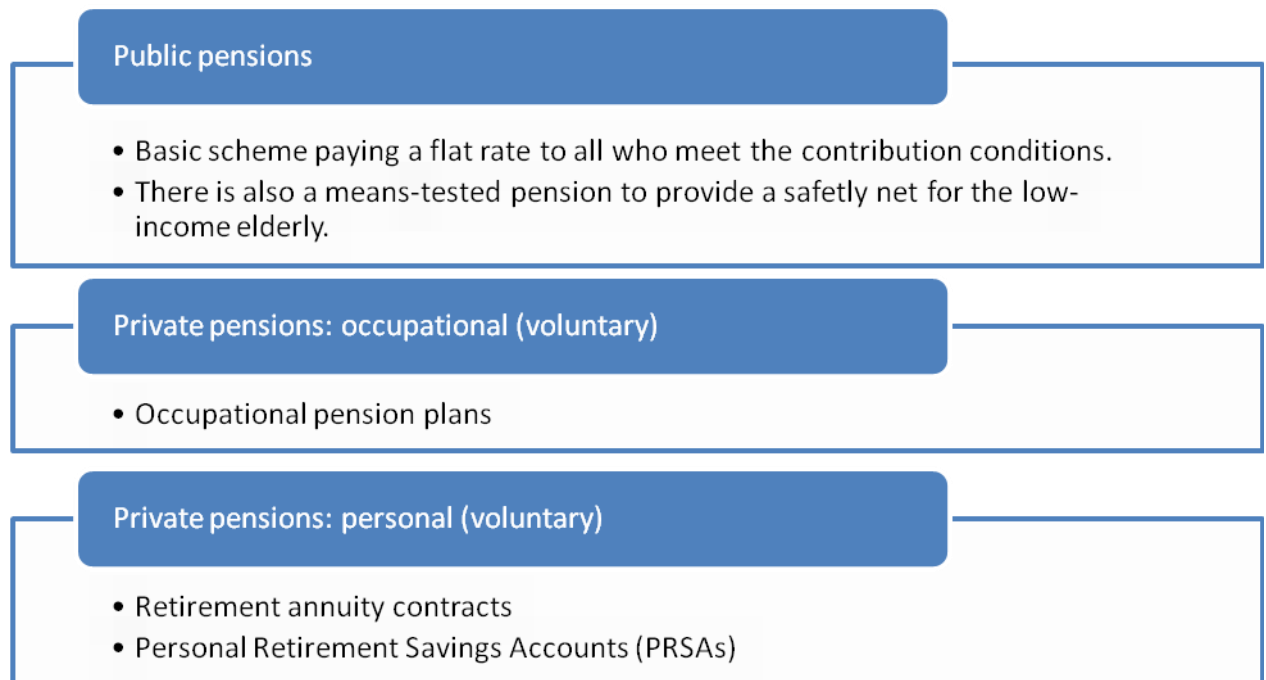 Public pensions
• Basic scheme paying a flat rate to all who meet the contribution conditions.
• There is also a means-tested pension to provide a safetly net for the low-
income elderly.
Private pensions: occupational (voluntary)
• Occupational pension plans
Private pensions: personal (voluntary)
• Retirement annuity contracts
• Personal Retirement Savings Accounts (PRSAs)